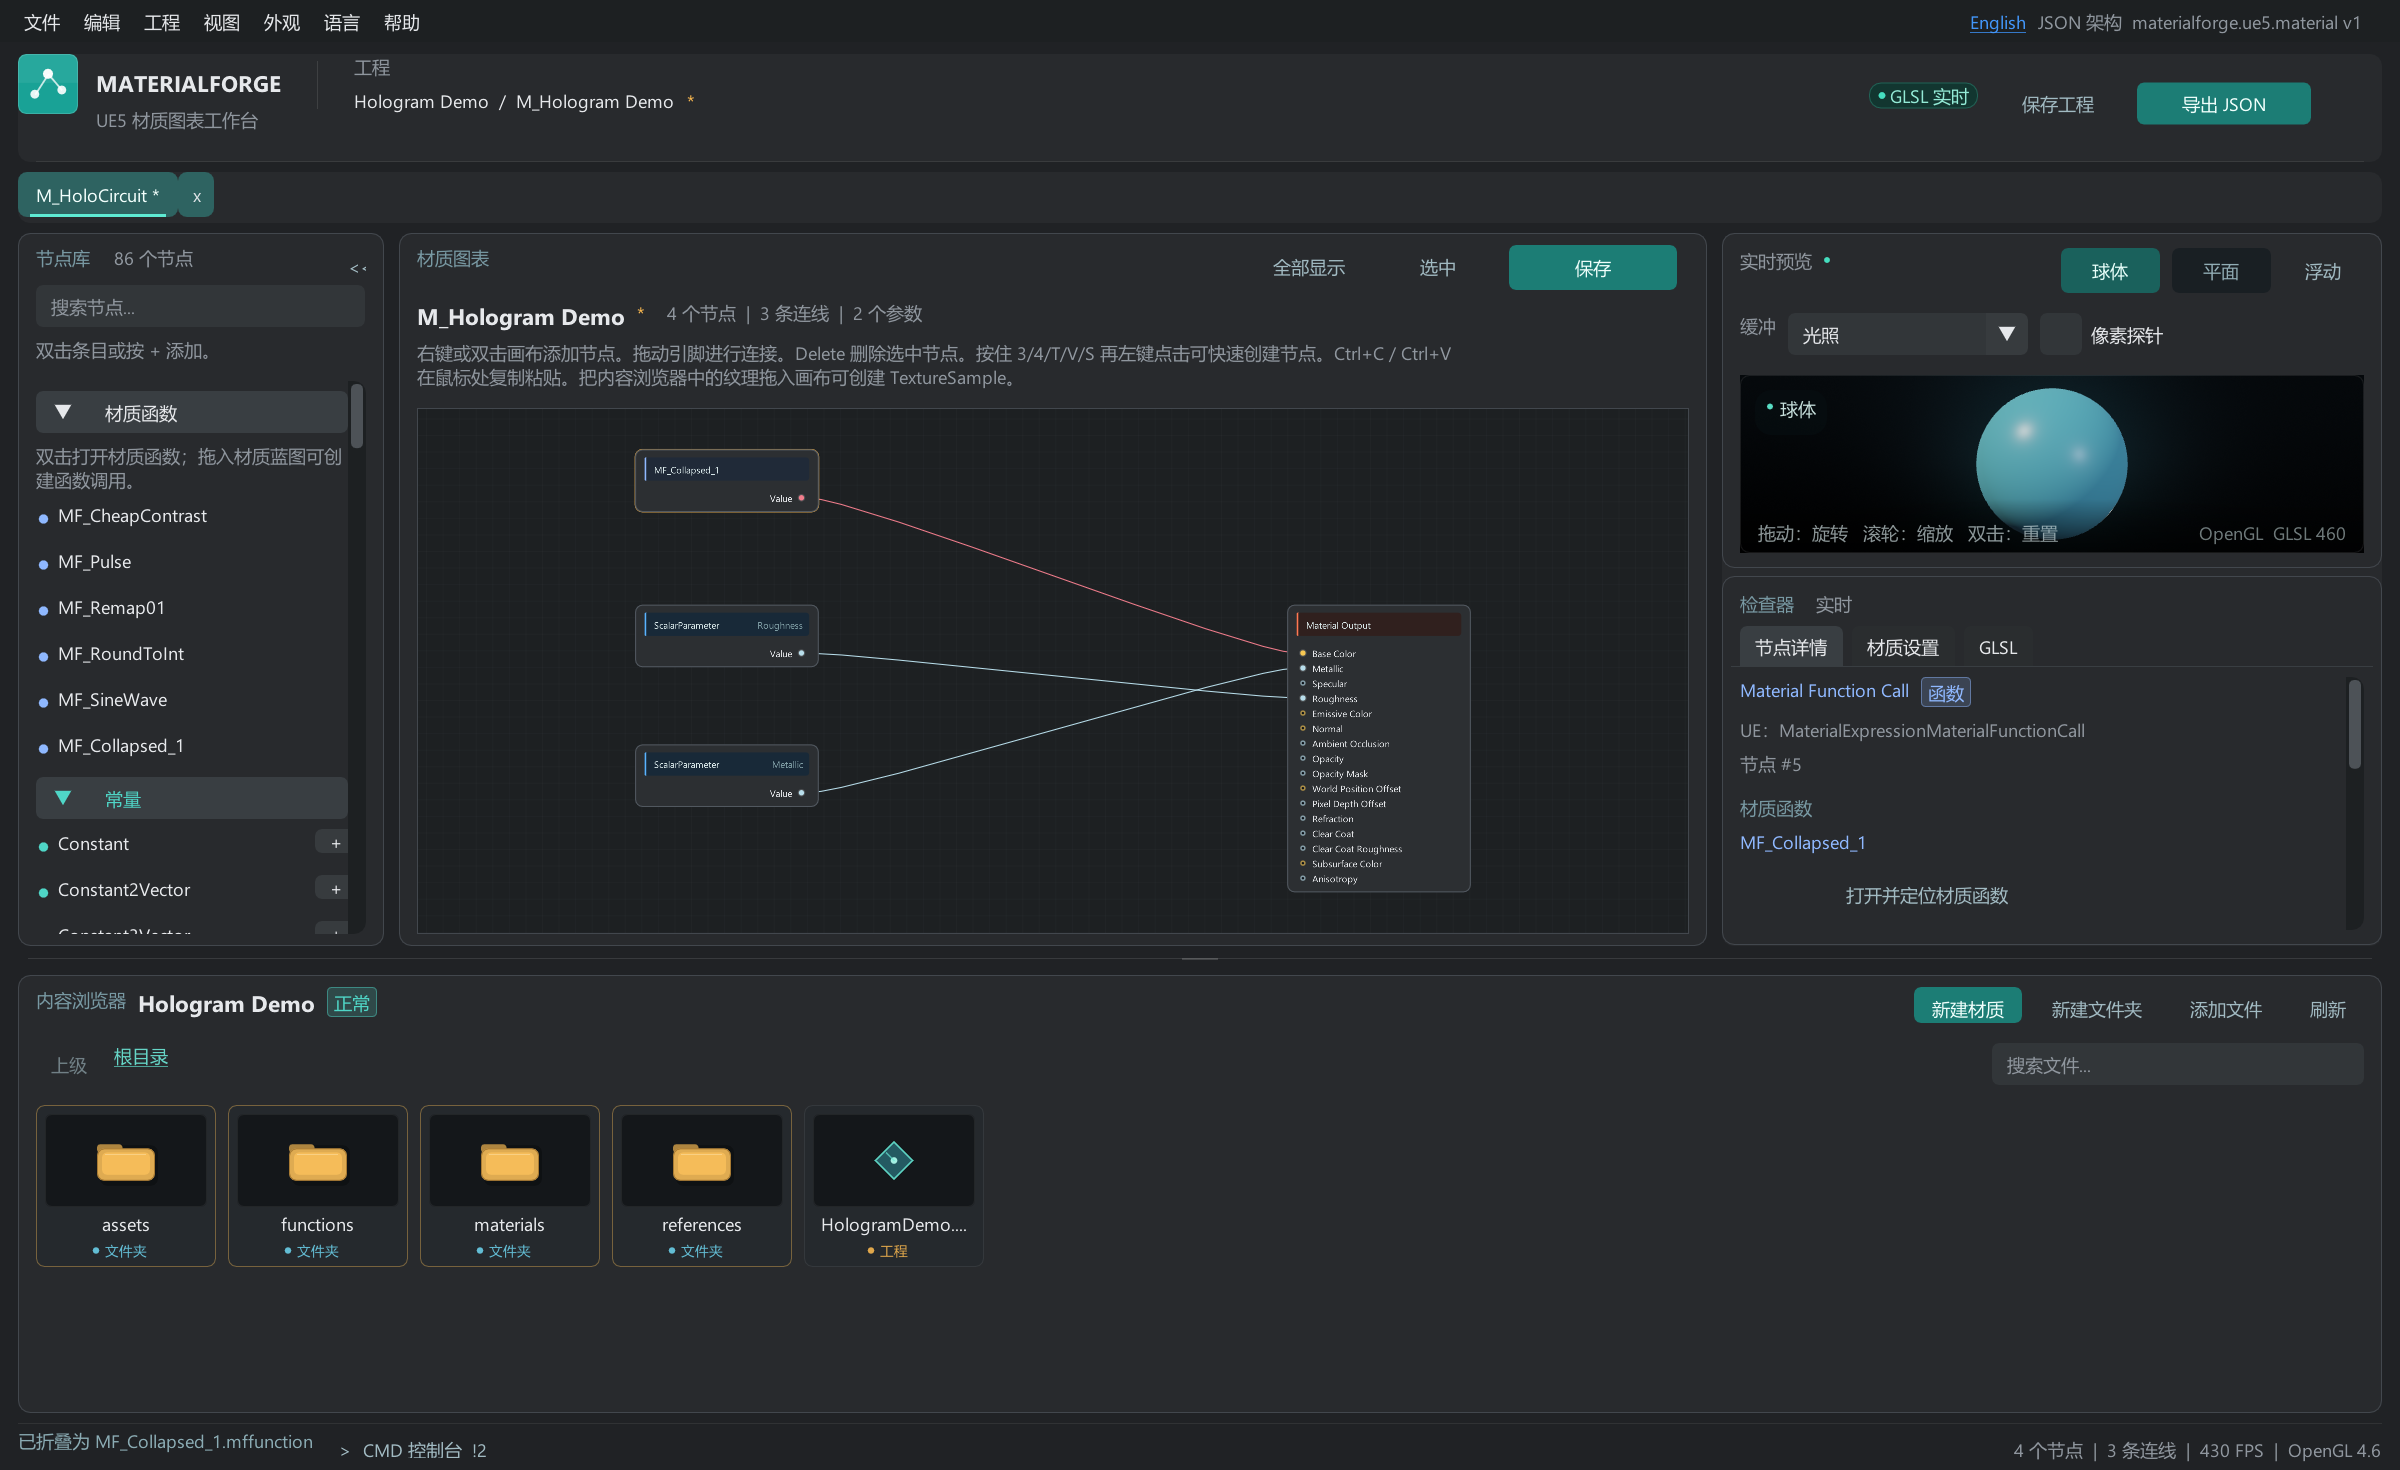 文件 编辑 工程 视图 外观 语言 帮助
English JSON 架构 materialforge.ue5.material v1
MATERIALFORGE
UE5 材质图表工作台
工程
Hologram Demo / M_Hologram Demo *
GLSL 实时
保存工程
导出 JSON
M_HoloCircuit * x
节点库 86 个节点
<
搜索节点...
双击条目或按 + 添加。
▼ 材质函数
双击打开材质函数；拖入材质蓝图可创
建函数调用。
MF_CheapContrast
MF_Pulse
MF_Remap01
MF_RoundToInt
MF_SineWave
MF_Collapsed_1
▼ 常量
Constant +
Constant2Vector +
材质图表
全部显示 选中 保存
M_Hologram Demo * 4 个节点 | 3 条连线 | 2 个参数
右键或双击画布添加节点。拖动引脚进行连接。Delete 删除选中节点。按住 3/4/T/V/S 再左键点击可快速创建节点。Ctrl+C / Ctrl+V
在鼠标处复制粘贴。把内容浏览器中的纹理拖入画布可创建 TextureSample。
MF_Collapsed_1
Value
ScalarParameter Roughness
Value
ScalarParameter Metallic
Value
Material Output
Base Color
Metallic
Specular
Roughness
Emissive Color
Normal
Ambient Occlusion
Opacity
Opacity Mask
World Position Offset
Pixel Depth Offset
Refraction
Clear Coat
Clear Coat Roughness
Subsurface Color
Anisotropy
实时预览
球体 平面 浮动
缓冲 光照 ▼ 像素探针
球体
拖动：旋转 滚轮：缩放 双击：重置 OpenGL GLSL 460
检查器 实时
节点详情 材质设置 GLSL
Material Function Call 函数
UE：MaterialExpressionMaterialFunctionCall
节点 #5
材质函数
MF_Collapsed_1
打开并定位材质函数
内容浏览器 Hologram Demo 正常
新建材质 新建文件夹 添加文件 刷新
上级 根目录
搜索文件...
assets
文件夹
functions
文件夹
materials
文件夹
references
文件夹
HologramDemo....
工程
已折叠为 MF_Collapsed_1.mffunction
> CMD 控制台 !2
4 个节点 | 3 条连线 | 430 FPS | OpenGL 4.6